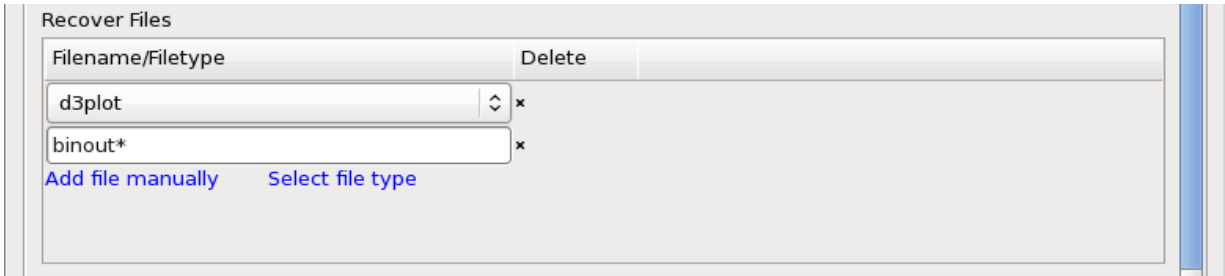 Recover Files
Filename/Filetype Delete
d3plot ×
binout* ×
Add file manually Select file type